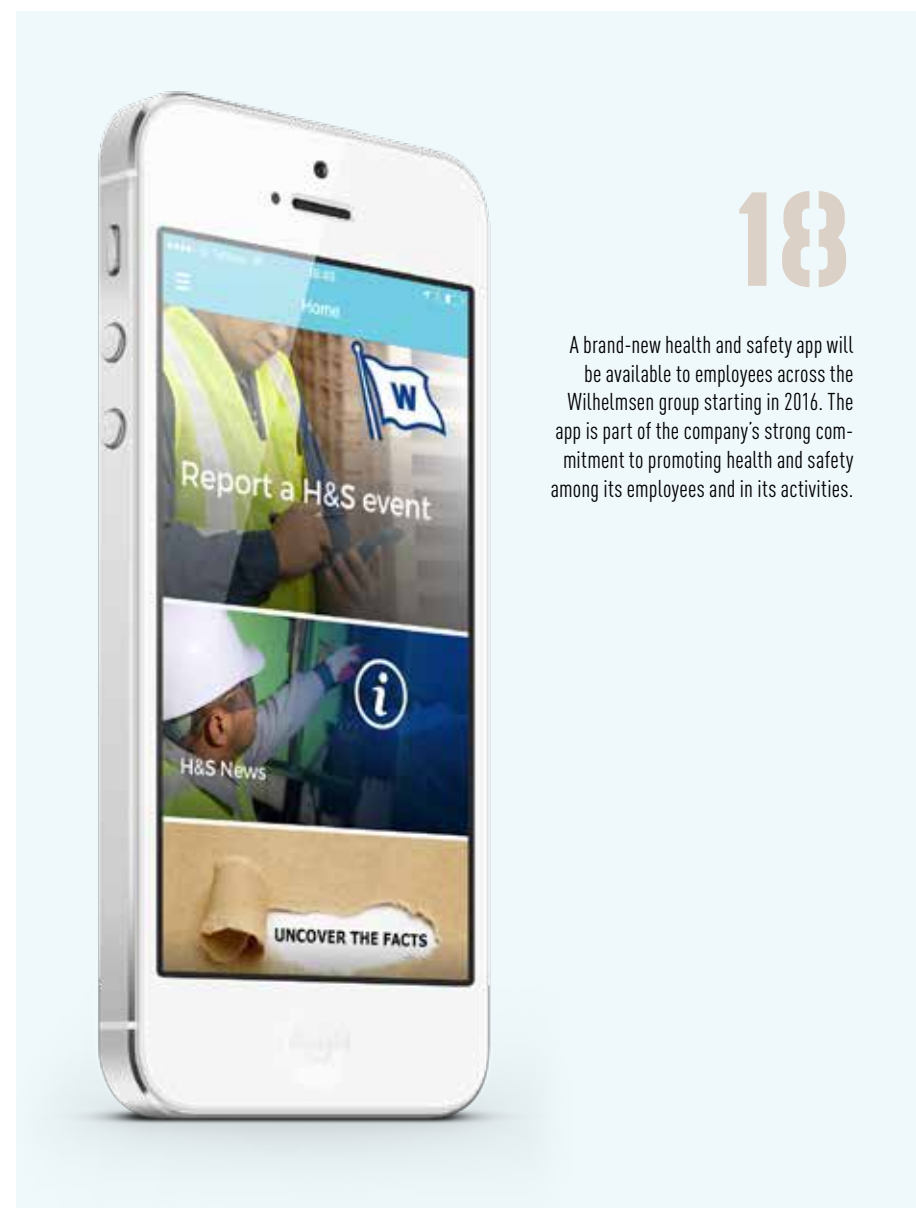 18
A brand-new health and safety app will
be available to employees across the
Wilhelmsen group starting in 2016. The
app is part of the company's strong com-
mitment to promoting health and safety
among its employees and in its activities.
Home
W
Report a H&S event
i
H&S News
UNCOVER THE FACTS